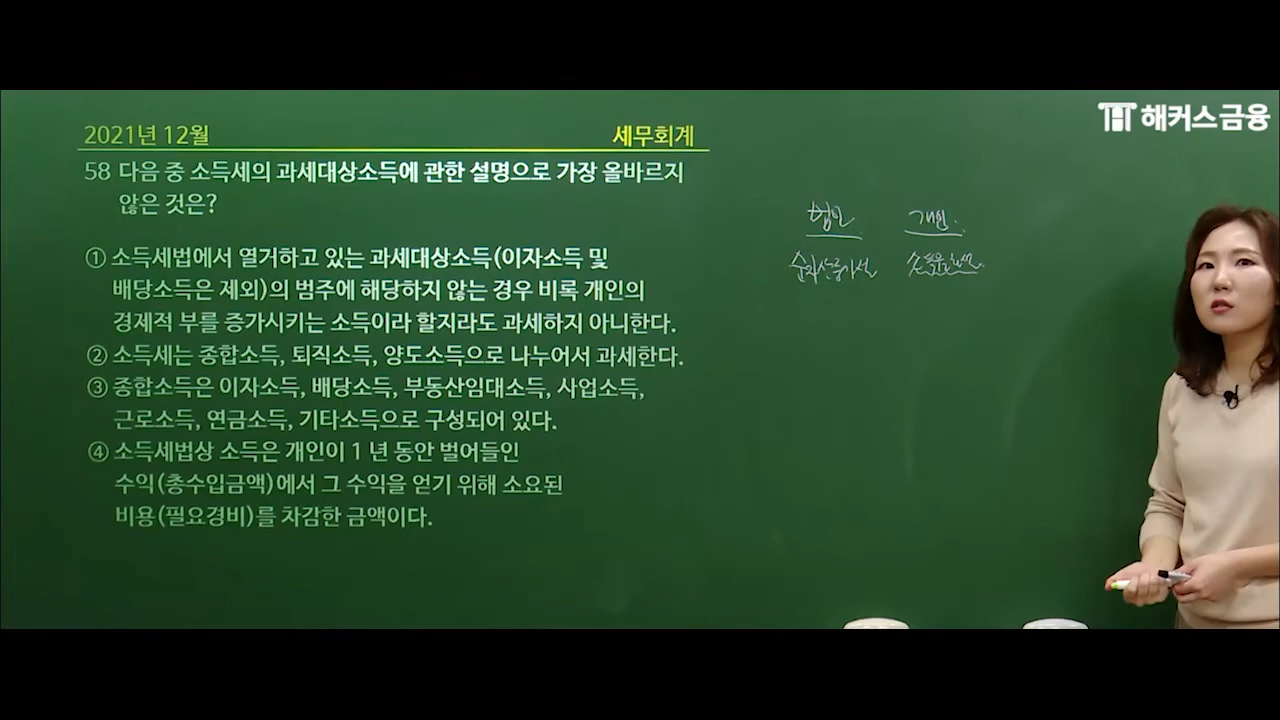 해커스금융
2021년 12월 세무회계
58 다음 중 소득세의 과세대상소득에 관한 설명으로 가장 올바르지
않은 것은?
① 소득세법에서 열거하고 있는 과세대상소득(이자소득 및
배당소득은 제외)의 범주에 해당하지 않는 경우 비록 개인의
경제적 부를 증가시키는 소득이라 할지라도 과세하지 아니한다.
② 소득세는 종합소득, 퇴직소득, 양도소득으로 나누어서 과세한다.
③ 종합소득은 이자소득, 배당소득, 부동산임대소득, 사업소득,
근로소득, 연금소득, 기타소득으로 구성되어 있다.
④ 소득세법상 소득은 개인이 1 년 동안 벌어들인
수익(총수입금액)에서 그 수익을 얻기 위해 소요된
비용(필요경비)를 차감한 금액이다.
법인 개인
순자산증가설